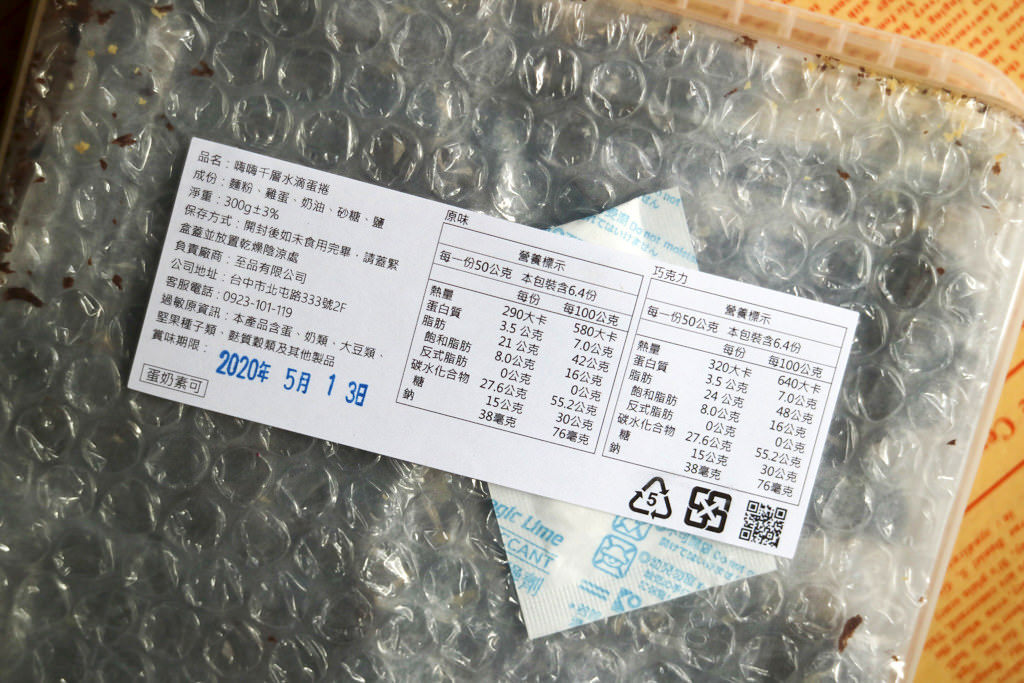 品名：嗨嗨千層水滴蛋捲
成份：麵粉、雞蛋、奶油、砂糖、鹽
淨重：300g±3%
保存方式：開封後如未食用完畢，請蓋緊
盒蓋並放置乾燥陰涼處
負責廠商：至品有限公司
公司地址：台中市北屯路333號2F
客服電話：0923-101-119
過敏原資訊：本產品含蛋、奶類、大豆類、
堅果種子類、麩質穀類及其他製品
賞味期限：
2020年 5月 1 3日
蛋奶素可
原味
營養標示
每一份50公克 本包裝含6.4份
每份 每100公克
熱量 290大卡 580大卡
蛋白質 3.5 公克 7.0公克
脂肪 21 公克 42公克
飽和脂肪 8.0公克 16公克
反式脂肪 0公克 0公克
碳水化合物 27.6公克 55.2公克
糖 15公克 30公克
鈉 38毫克 76毫克
巧克力
營養標示
每一份50公克 本包裝含6.4份
每份 每100公克
熱量 320大卡 640大卡
蛋白質 3.5 公克 7.0公克
脂肪 24 公克 48公克
飽和脂肪 8.0公克 16公克
反式脂肪 0公克 0公克
碳水化合物 27.6公克 55.2公克
糖 15公克 30公克
鈉 38毫克 76毫克
5
Do not
Lime